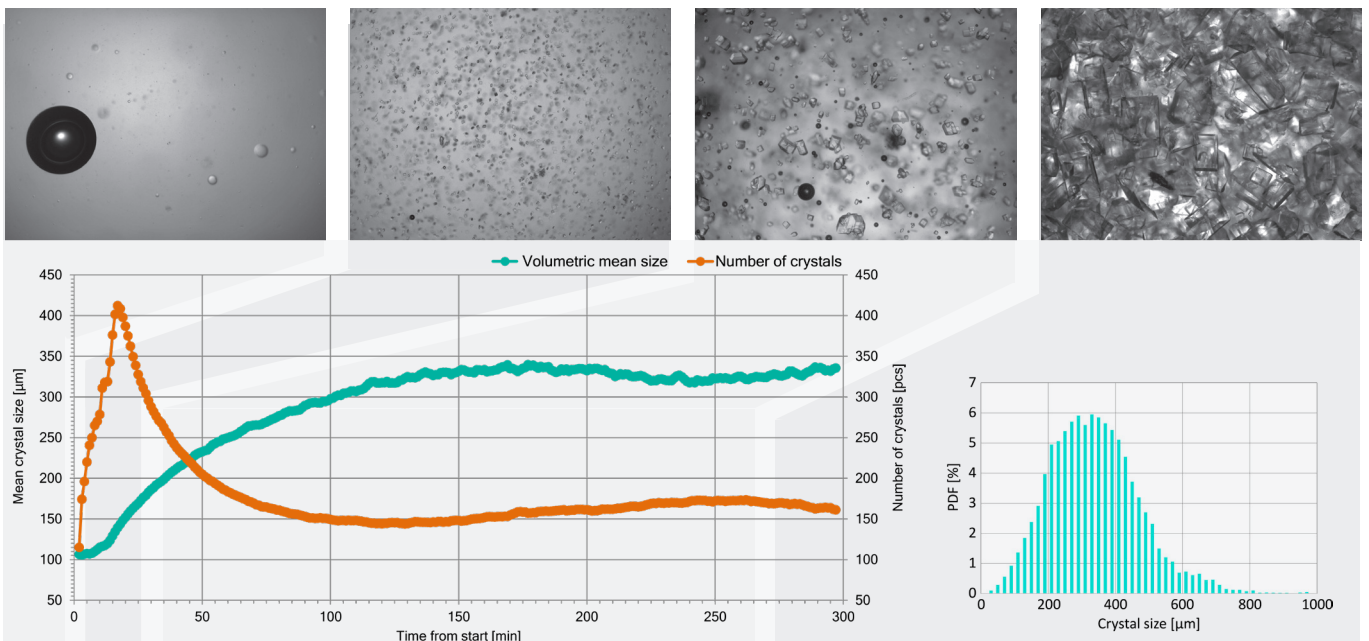 Volumetric mean size Number of crystals
450 450
400 400
350 350
300 300
250 250
200 200
150 150
100 100
50 50
0 50 100 150 200 250 300
Mean crystal size [µm]
Number of crystals [pcs]
Time from start [min]
7
6
5
4
3
2
1
0
0 200 400 600 800 1000
PDF [%]
Crystal size [µm]